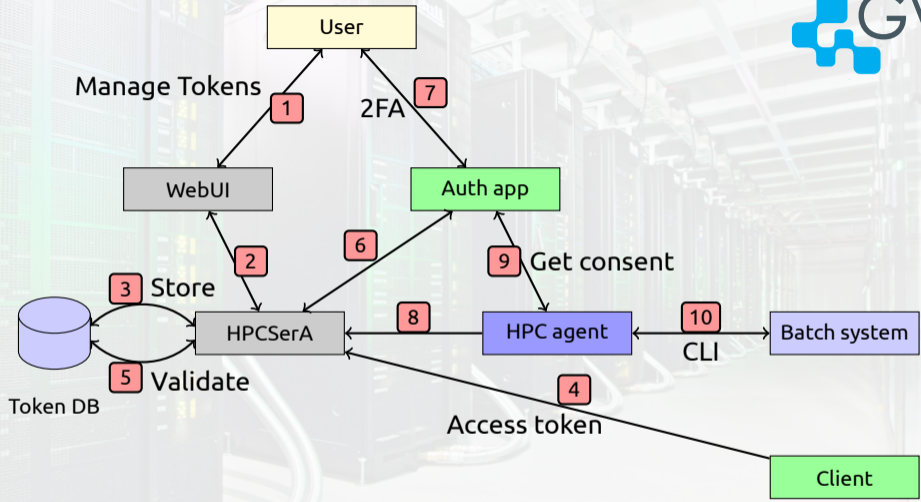 User
Manage Tokens
1
2FA
7
WebUI
Auth app
2
6
9
Get consent
3
Store
HPCSerA
8
HPC agent
10
CLI
Batch system
5
Validate
Token DB
4
Access token
Client